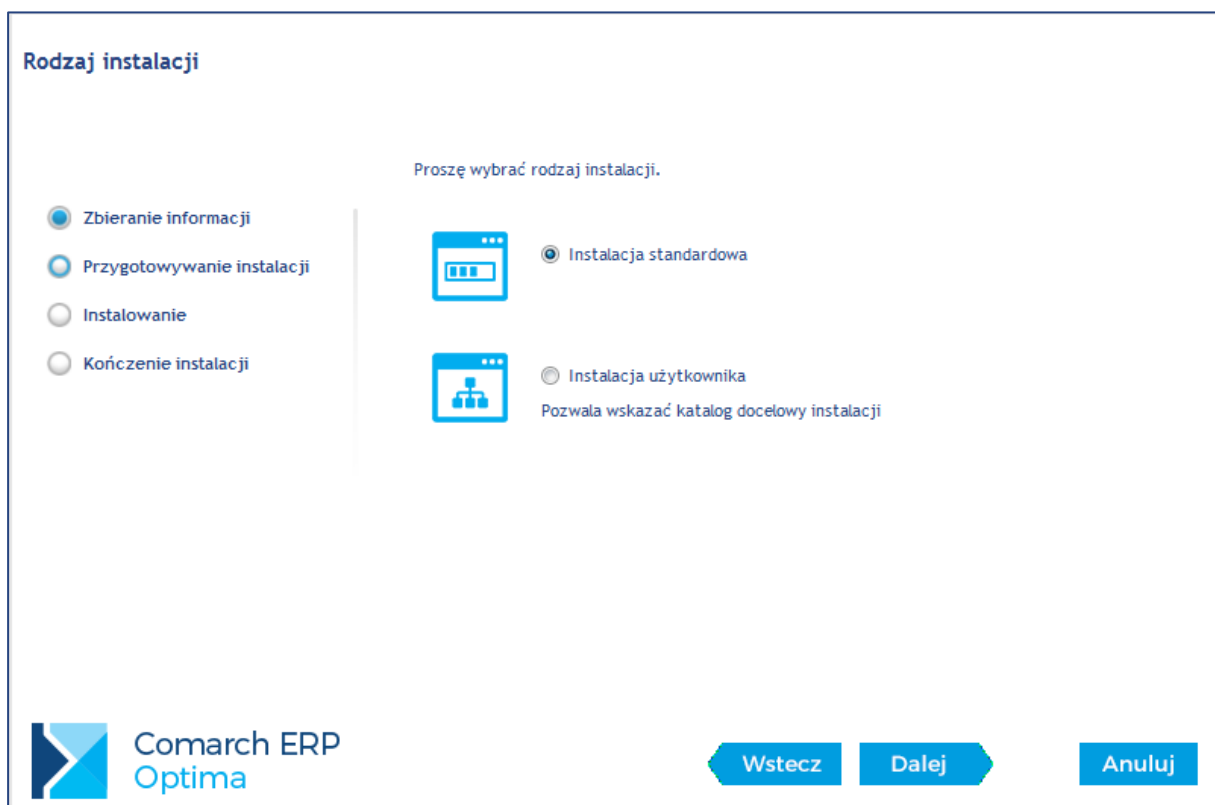 Rodzaj instalacji
Proszę wybrać rodzaj instalacji.
Zbieranie informacji
Przygotowywanie instalacji
Instalowanie
Kończenie instalacji
Instalacja standardowa
Instalacja użytkownika
Pozwala wskazać katalog docelowy instalacji
Comarch ERP
Optima
Wstecz
Dalej
Anuluj